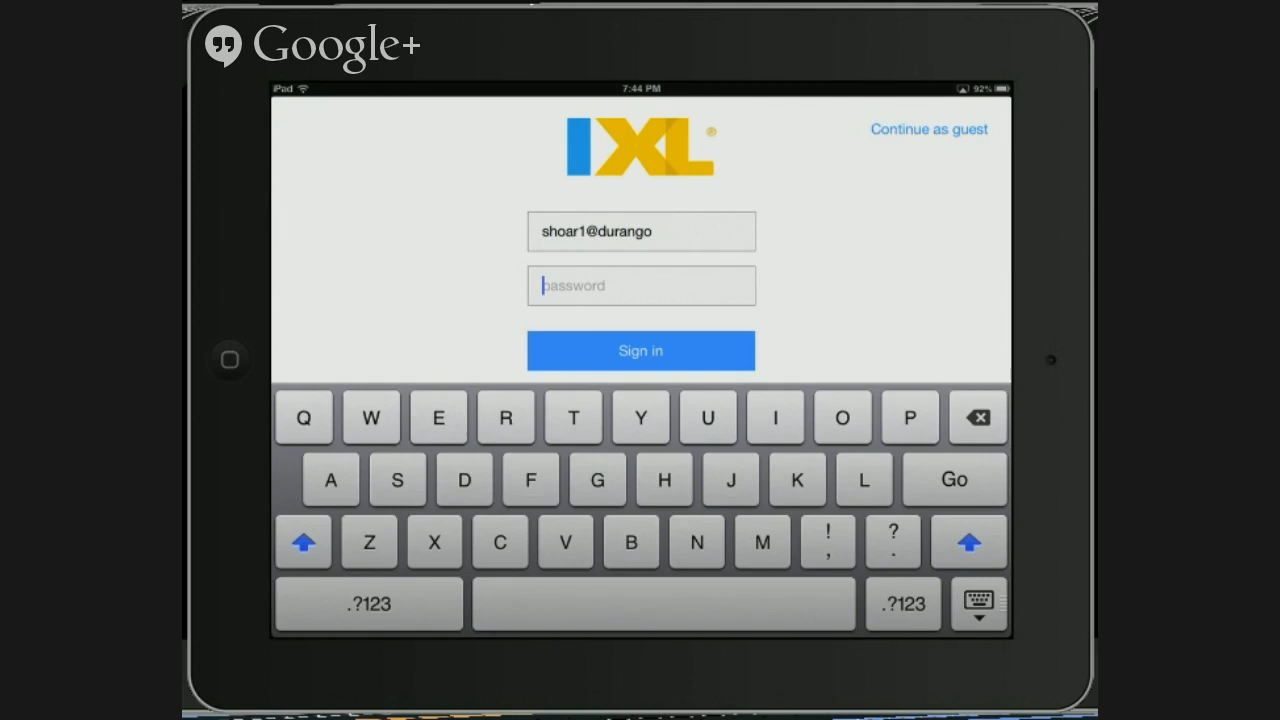 Google+
iPad 7:44 PM 92%
IXL®
Continue as guest
shoar1@durango
password
Sign in
Q W E R T Y U I O P
A S D F G H J K L Go
Z X C V B N M ! , ? .
.?123 .?123